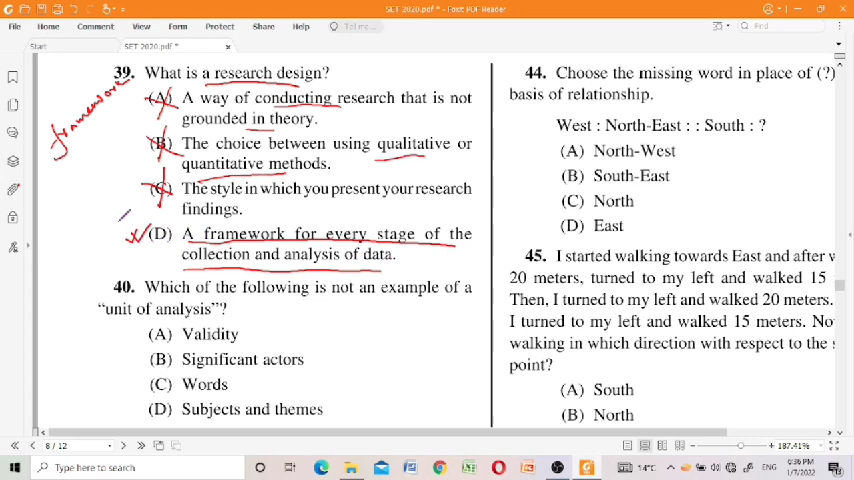 SET 2020.pdf * - Foxit PDF Reader
File Home Comment View Form Protect Share Help Tell me... Find
Start SET 2020.pdf *
39. What is a research design?
(A) A way of conducting research that is not
grounded in theory.
(B) The choice between using qualitative or
quantitative methods.
(C) The style in which you present your research
findings.
(D) A framework for every stage of the
collection and analysis of data.
framework
40. Which of the following is not an example of a
“unit of analysis”?
(A) Validity
(B) Significant actors
(C) Words
(D) Subjects and themes
44. Choose the missing word in place of (?)
basis of relationship.
West : North-East : : South : ?
(A) North-West
(B) South-East
(C) North
(D) East
45. I started walking towards East and after w
20 meters, turned to my left and walked 15
Then, I turned to my left and walked 20 meters.
I turned to my left and walked 15 meters. No
walking in which direction with respect to the s
point?
(A) South
(B) North
8 / 12 187.41%
Type here to search 14°C ENG 6:36 PM
1/7/2022